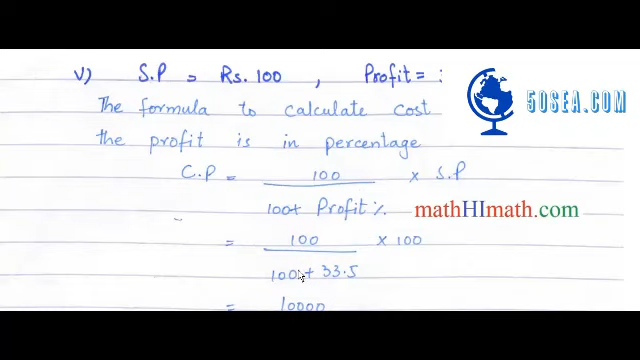 v) S.P = Rs. 100 , Profit =
50SEA.COM
The formula to calculate cost
the profit is in percentage
C.P = 100 × S.P
100+ Profit %
mathHImath.com
= 100 × 100
100 + 33.5
= 10000